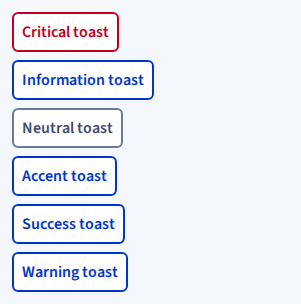 Critical toast
Information toast
Neutral toast
Accent toast
Success toast
Warning toast